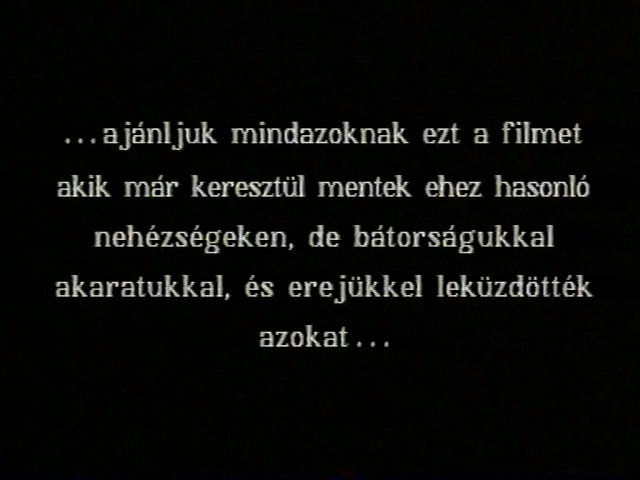 ...ajánljuk mindazoknak ezt a filmet
akik már keresztül mentek ehez hasonló
nehézségeken, de bátorságukkal
akaratukkal, és erejükkel leküzdötték
azokat...